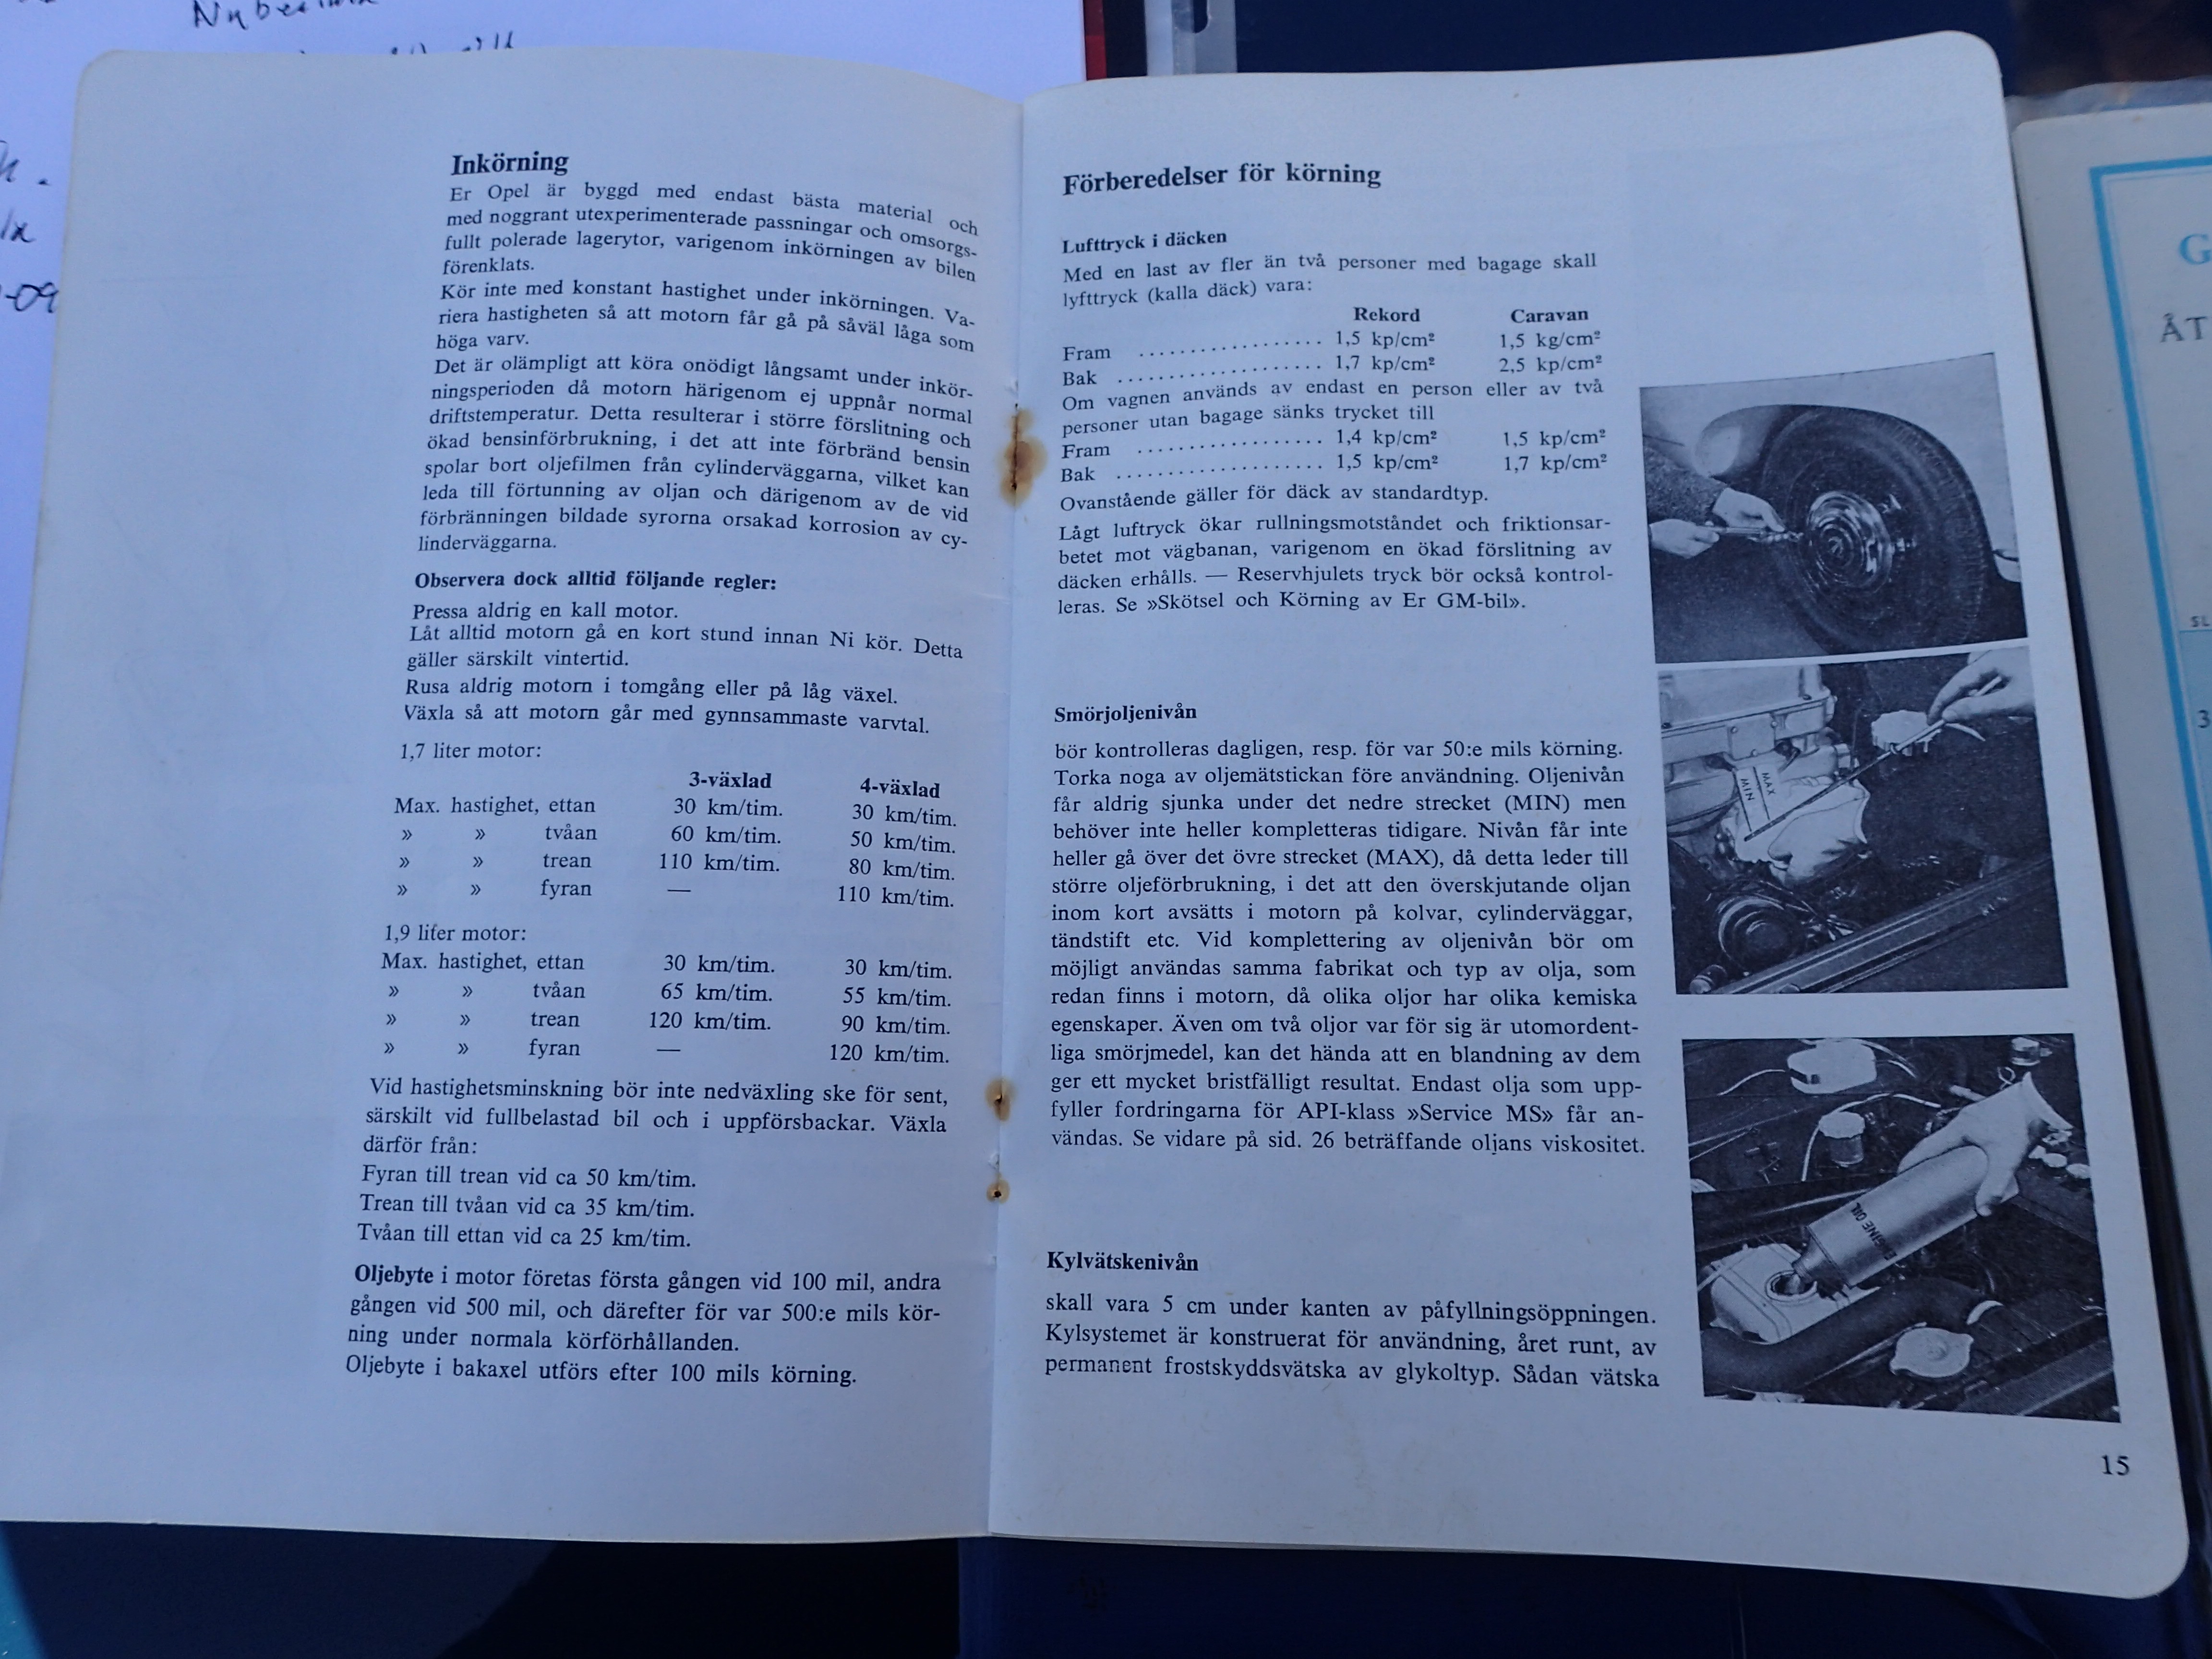 Inkörning
Er Opel är byggd med endast bästa material och
med noggrant utexperimenterade passningar och omsorgs-
fullt polerade lagerytor, varigenom inkörningen av bilen
förenklats.
Kör inte med konstant hastighet under inkörningen. Va-
riera hastigheten så att motorn får gå på såväl låga som
höga varv.
Det är olämpligt att köra onödigt långsamt under inkör-
ningsperioden då motorn härigenom ej uppnår normal
driftstemperatur. Detta resulterar i större förslitning och
ökad bensinförbrukning, i det att inte förbränd bensin
spolar bort oljefilmen från cylinderväggarna, vilket kan
leda till förtunning av oljan och därigenom av de vid
förbränningen bildade syrorna orsakad korrosion av cy-
linderväggarna.
Observera dock alltid följande regler:
Pressa aldrig en kall motor.
Låt alltid motorn gå en kort stund innan Ni kör. Detta
gäller särskilt vintertid.
Rusa aldrig motorn i tomgång eller på låg växel.
Växla så att motorn går med gynnsammaste varvtal.
1,7 liter motor:
3-växlad 4-växlad
Max. hastighet, ettan 30 km/tim. 30 km/tim.
» » tvåan 60 km/tim. 50 km/tim.
» » trean 110 km/tim. 80 km/tim.
» » fyran — 110 km/tim.
1,9 liter motor:
Max. hastighet, ettan 30 km/tim. 30 km/tim.
» » tvåan 65 km/tim. 55 km/tim.
» » trean 120 km/tim. 90 km/tim.
» » fyran — 120 km/tim.
Vid hastighetsminskning bör inte nedväxling ske för sent,
särskilt vid fullbelastad bil och i uppförsbackar. Växla
därför från:
Fyran till trean vid ca 50 km/tim.
Trean till tvåan vid ca 35 km/tim.
Tvåan till ettan vid ca 25 km/tim.
Oljebyte i motor företas första gången vid 100 mil, andra
gången vid 500 mil, och därefter för var 500:e mils kör-
ning under normala körförhållanden.
Oljebyte i bakaxel utförs efter 100 mils körning.
Förberedelser för körning
Lufttryck i däcken
Med en last av fler än två personer med bagage skall
lyfttryck (kalla däck) vara:
Rekord Caravan
Fram .................. 1,5 kp/cm² 1,5 kg/cm²
Bak .................... 1,7 kp/cm² 2,5 kp/cm²
Om vagnen används av endast en person eller av två
personer utan bagage sänks trycket till
Fram .................. 1,4 kp/cm² 1,5 kp/cm²
Bak .................... 1,5 kp/cm² 1,7 kp/cm²
Ovanstående gäller för däck av standardtyp.
Lågt luftryck ökar rullningsmotståndet och friktionsar-
betet mot vägbanan, varigenom en ökad förslitning av
däcken erhålls. — Reservhjulets tryck bör också kontrol-
leras. Se »Skötsel och Körning av Er GM-bil».
Smörjoljenivån
bör kontrolleras dagligen, resp. för var 50:e mils körning.
Torka noga av oljemätstickan före användning. Oljenivån
får aldrig sjunka under det nedre strecket (MIN) men
behöver inte heller kompletteras tidigare. Nivån får inte
heller gå över det övre strecket (MAX), då detta leder till
större oljeförbrukning, i det att den överskjutande oljan
inom kort avsätts i motorn på kolvar, cylinderväggar,
tändstift etc. Vid komplettering av oljenivån bör om
möjligt användas samma fabrikat och typ av olja, som
redan finns i motorn, då olika oljor har olika kemiska
egenskaper. Även om två oljor var för sig är utomordent-
liga smörjmedel, kan det hända att en blandning av dem
ger ett mycket bristfälligt resultat. Endast olja som upp-
fyller fordringarna för API-klass »Service MS» får an-
vändas. Se vidare på sid. 26 beträffande oljans viskositet.
Kylvätskenivån
skall vara 5 cm under kanten av påfyllningsöppningen.
Kylsystemet är konstruerat för användning, året runt, av
permanent frostskyddsvätska av glykoltyp. Sådan vätska
MAX
MIN
ENGINE OIL
15
-09
G
ÅT
SL
3